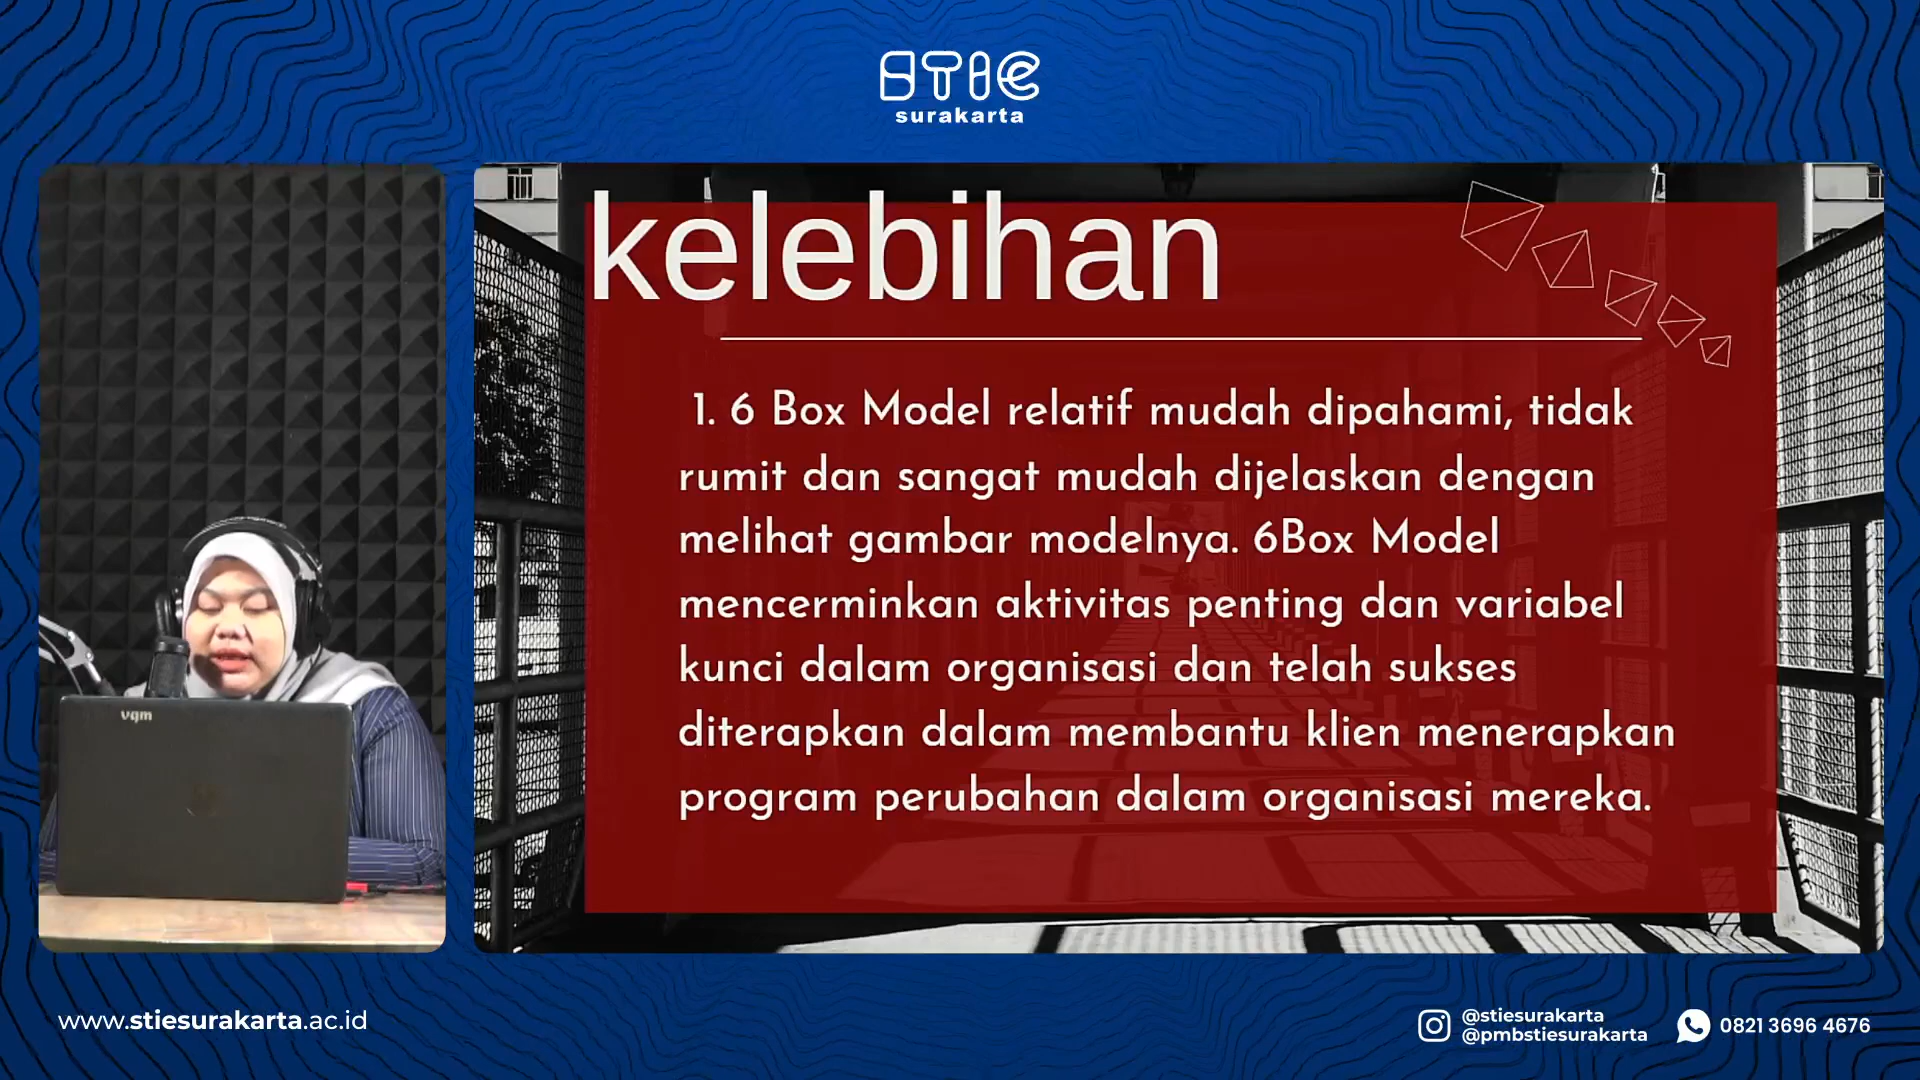 STIE
surakarta
kelebihan
1. 6 Box Model relatif mudah dipahami, tidak
rumit dan sangat mudah dijelaskan dengan
melihat gambar modelnya. 6Box Model
mencerminkan aktivitas penting dan variabel
kunci dalam organisasi dan telah sukses
diterapkan dalam membantu klien menerapkan
program perubahan dalam organisasi mereka.
vqm
www.stiesurakarta.ac.id
@stiesurakarta
@pmbstiesurakarta
0821 3696 4676